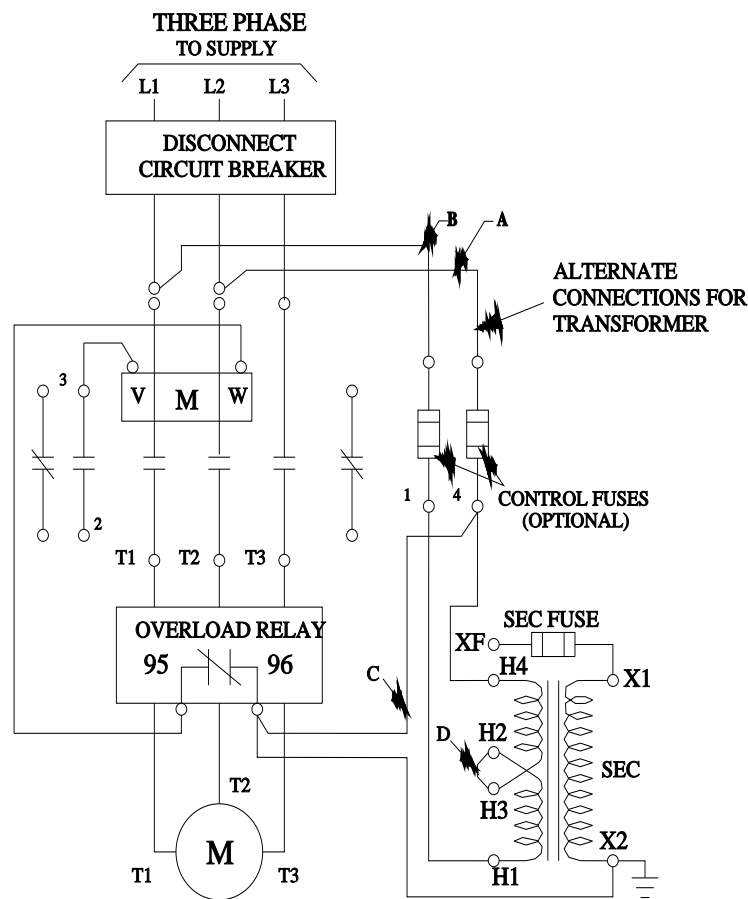 THREE PHASE
TO SUPPLY
L1 L2 L3
DISCONNECT
CIRCUIT BREAKER
B A
ALTERNATE
CONNECTIONS FOR
TRANSFORMER
3
V M W
1 4
CONTROL FUSES
(OPTIONAL)
2
T1 T2 T3
OVERLOAD RELAY
95 96
SEC FUSE
XF
H4
X1
C
D
H2
SEC
H3
T2
M
T1 T3
X2
H1